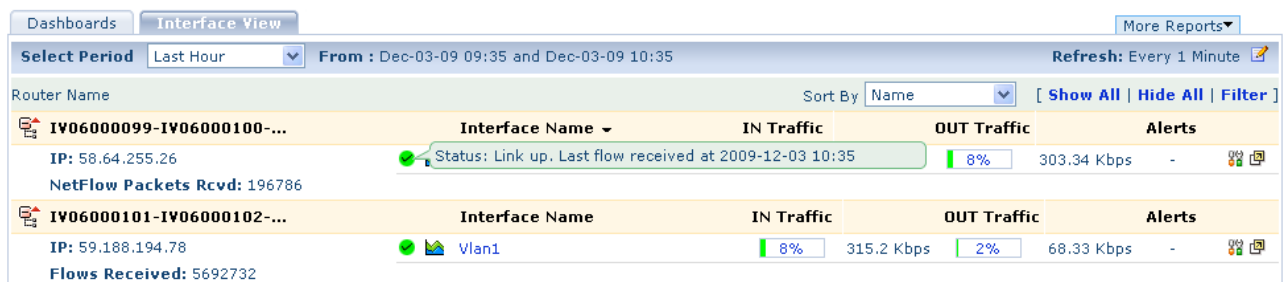 Dashboards Interface View More Reports▼
Select Period Last Hour From : Dec-03-09 09:35 and Dec-03-09 10:35 Refresh: Every 1 Minute
Router Name Sort By Name [ Show All | Hide All | Filter ]
IV06000099-IV06000100-... Interface Name IN Traffic OUT Traffic Alerts
IP: 58.64.255.26 Status: Link up. Last flow received at 2009-12-03 10:35 8% 303.34 Kbps -
NetFlow Packets Rcvd: 196786
IV06000101-IV06000102-... Interface Name IN Traffic OUT Traffic Alerts
IP: 59.188.194.78 Vlan1 8% 315.2 Kbps 2% 68.33 Kbps -
Flows Received: 5692732